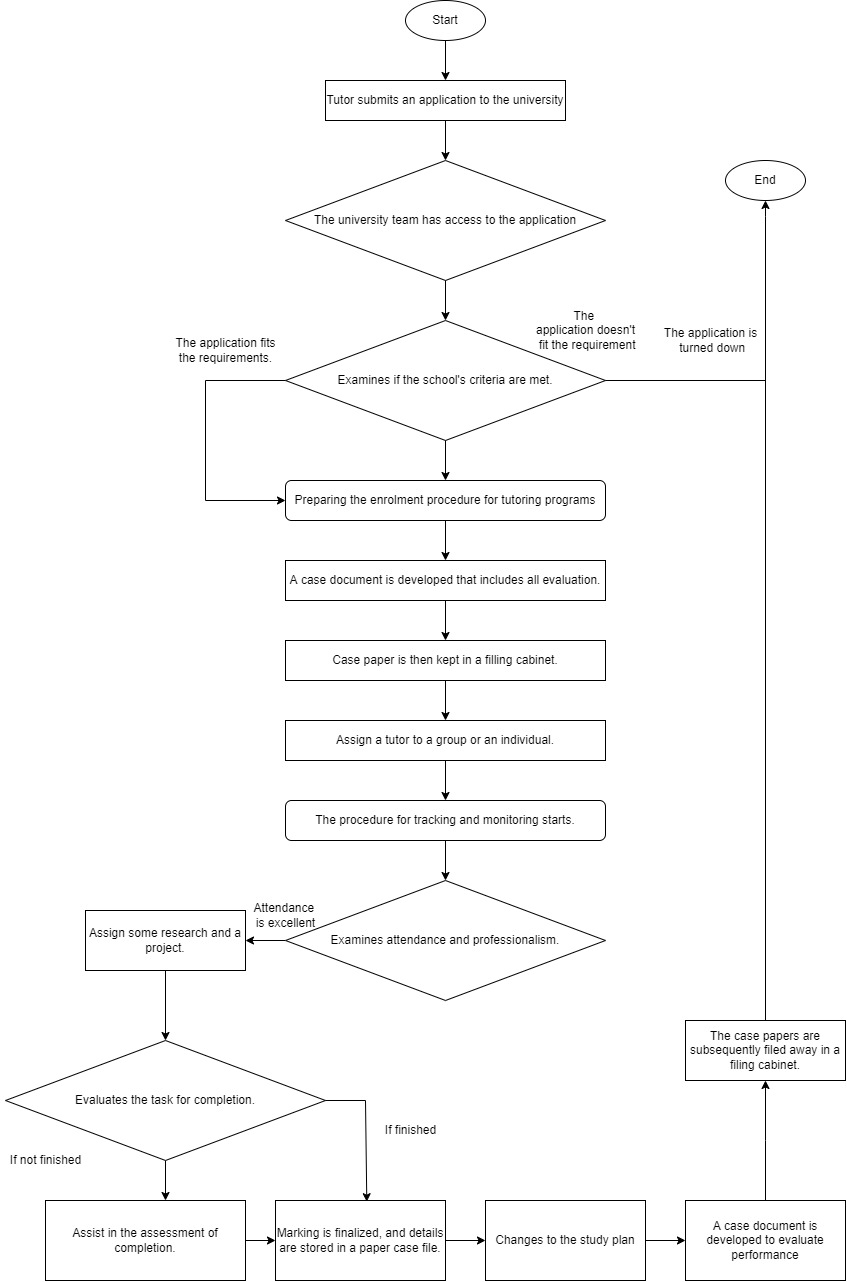 Start
Tutor submits an application to the university
The university team has access to the application
End
The
application doesn't
fit the requirement
The application is
turned down
The application fits
the requirements.
Examines if the school's criteria are met.
Preparing the enrolment procedure for tutoring programs
A case document is developed that includes all evaluation.
Case paper is then kept in a filling cabinet.
Assign a tutor to a group or an individual.
The procedure for tracking and monitoring starts.
Attendance
is excellent
Examines attendance and professionalism.
Assign some research and a
project.
The case papers are
subsequently filed away in a
filing cabinet.
Evaluates the task for completion.
If finished
If not finished
Assist in the assessment of
completion.
Marking is finalized, and details
are stored in a paper case file.
Changes to the study plan
A case document is
developed to evaluate
performance